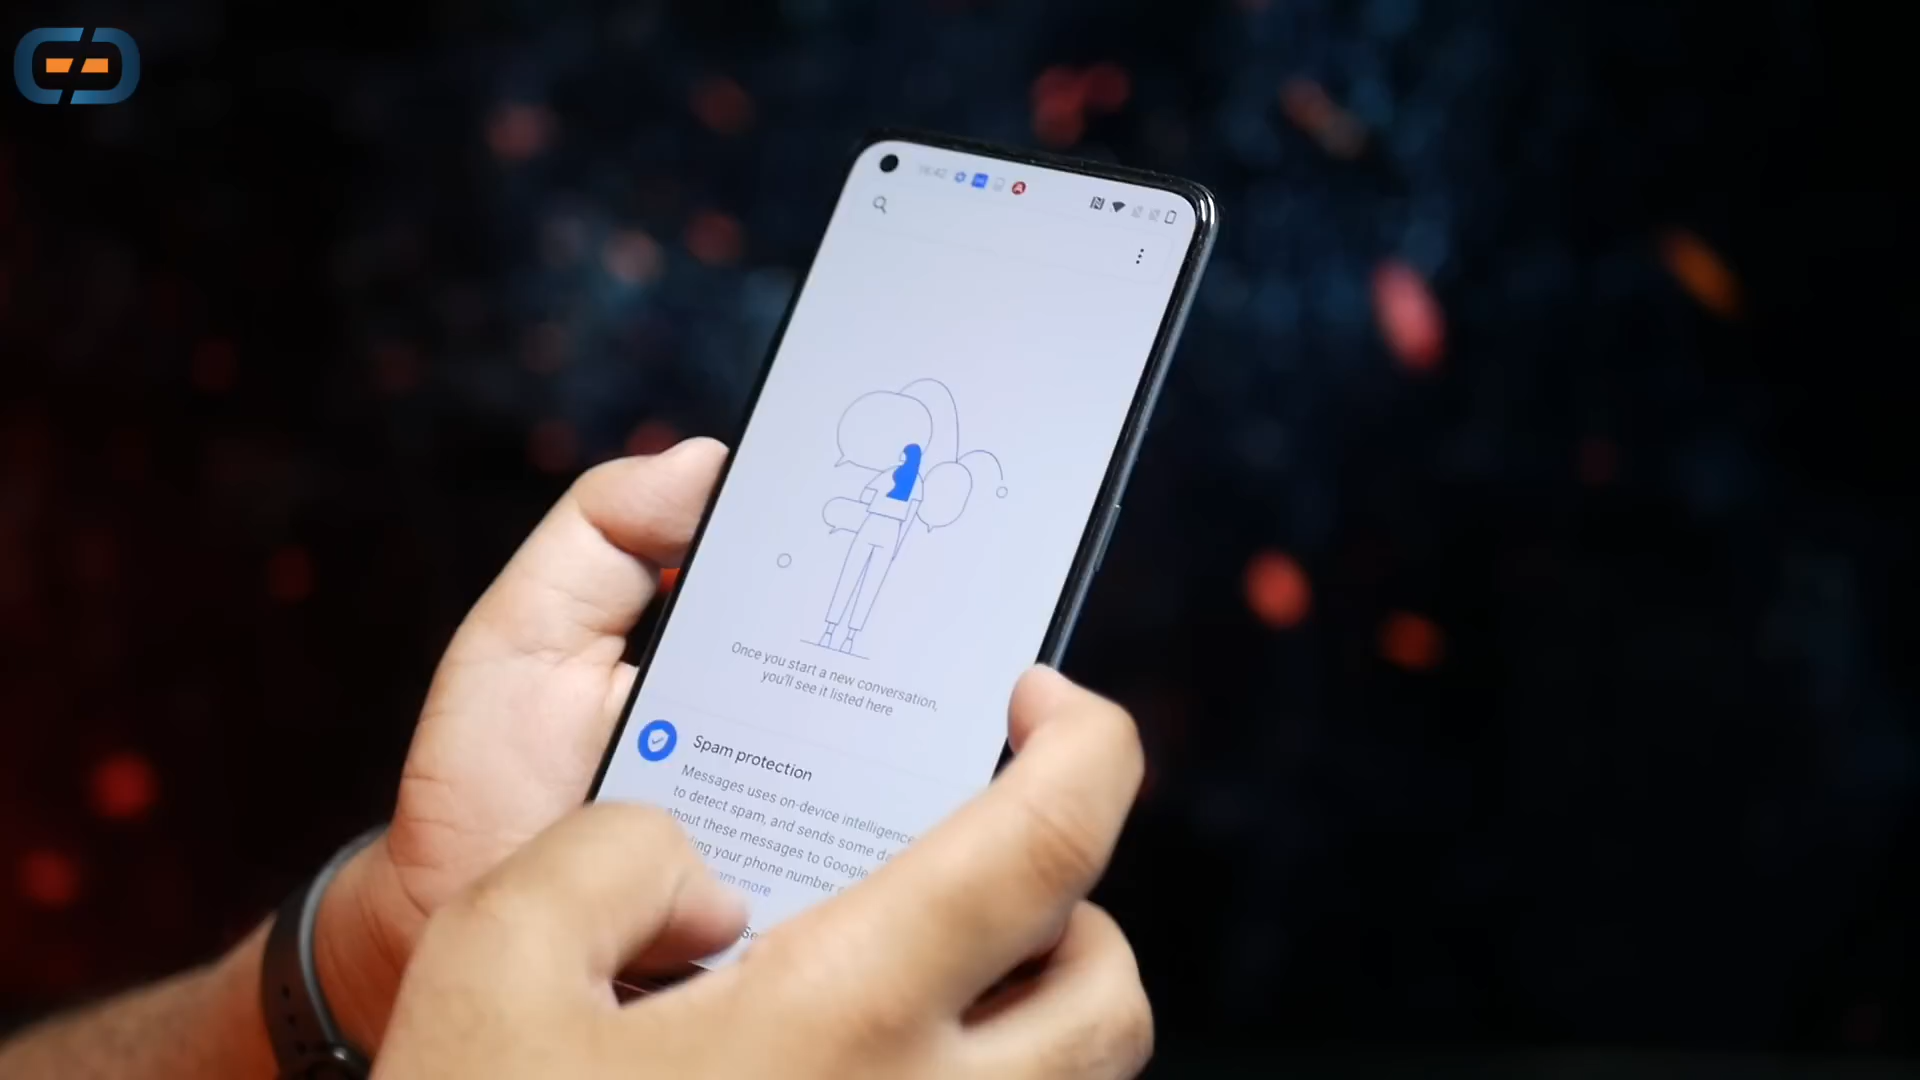 Once you start a new conversation,
you'll see it listed here
Spam protection
Messages uses on-device intelligence
to detect spam, and sends some
about these messages to Google
your phone number
more